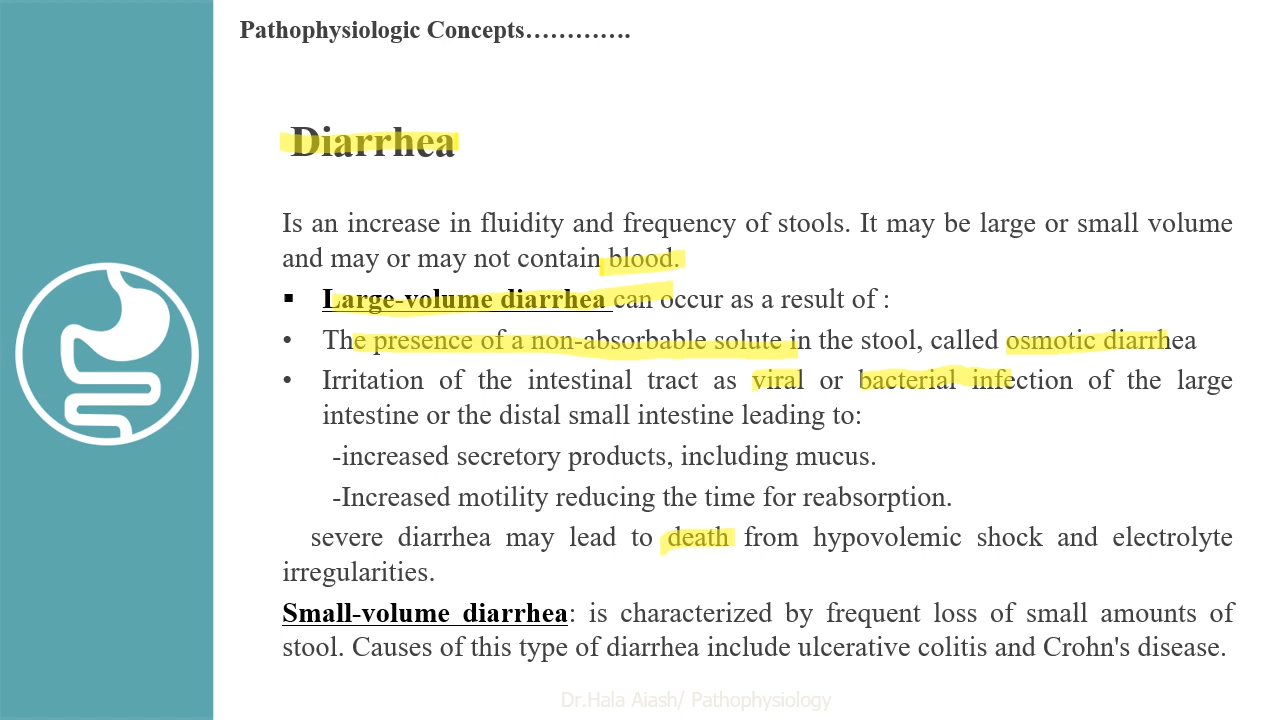 Pathophysiologic Concepts………….
Diarrhea
Is an increase in fluidity and frequency of stools. It may be large or small volume
and may or may not contain blood.
▪ Large-volume diarrhea can occur as a result of :
• The presence of a non-absorbable solute in the stool, called osmotic diarrhea
• Irritation of the intestinal tract as viral or bacterial infection of the large
intestine or the distal small intestine leading to:
-increased secretory products, including mucus.
-Increased motility reducing the time for reabsorption.
severe diarrhea may lead to death from hypovolemic shock and electrolyte
irregularities.
Small-volume diarrhea: is characterized by frequent loss of small amounts of
stool. Causes of this type of diarrhea include ulcerative colitis and Crohn's disease.
Dr.Hala Aiash/ Pathophysiology